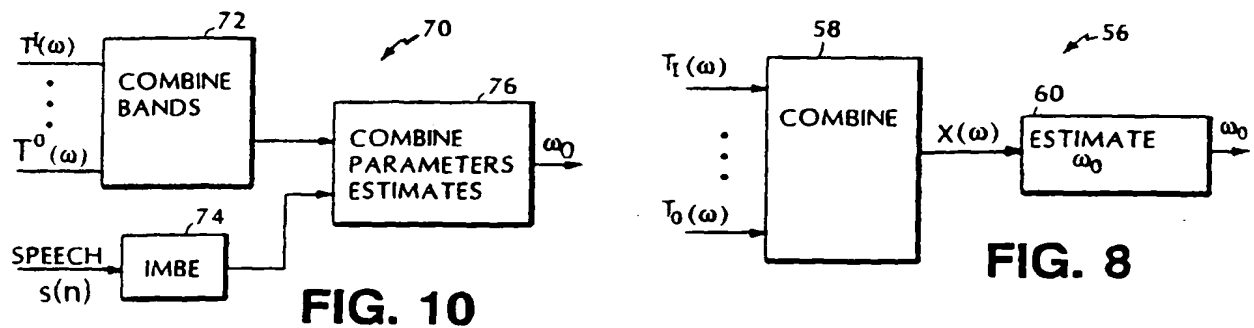 72
70
T^I(ω)
COMBINE
BANDS
T^0(ω)
76
COMBINE
PARAMETERS
ESTIMATES
ω0
74
SPEECH
s(n)
IMBE
FIG. 10
58
56
T_I(ω)
COMBINE
T_0(ω)
X(ω)
60
ESTIMATE
ω0
ω0
FIG. 8